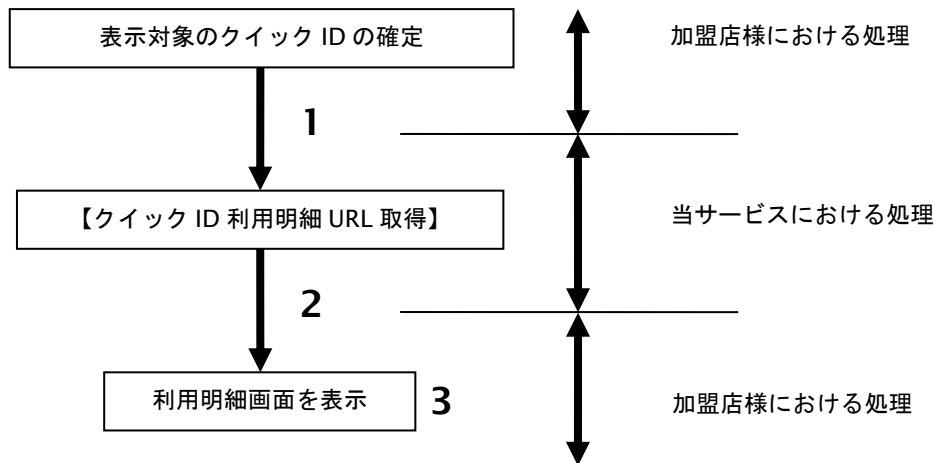 表示対象のクイック ID の確定
加盟店様における処理
1
【クイック ID 利用明細 URL 取得】
当サービスにおける処理
2
利用明細画面を表示
3
加盟店様における処理